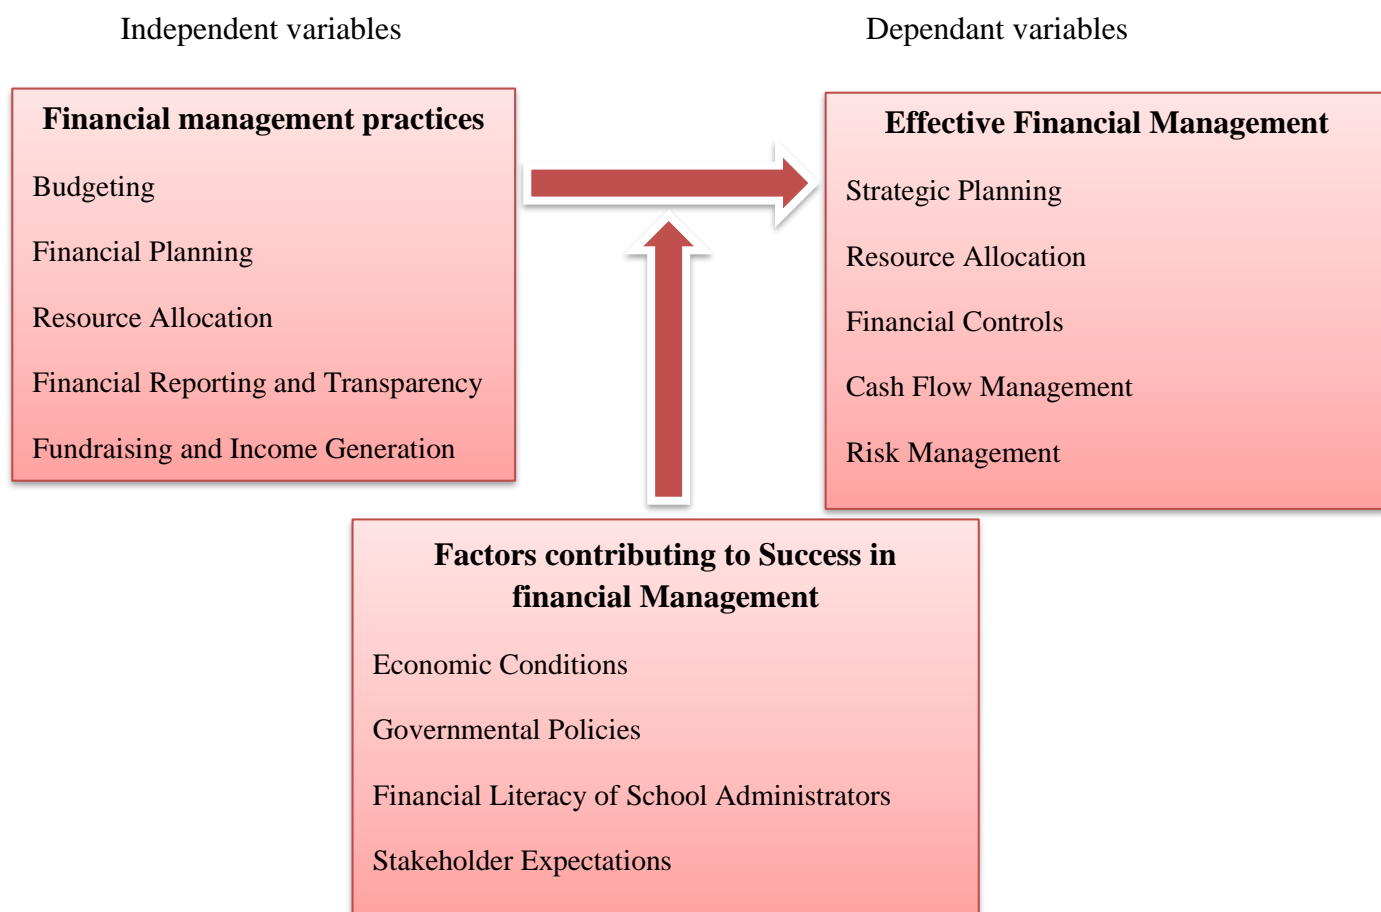 Independent variables
Dependant variables
Financial management practices
Budgeting
Financial Planning
Resource Allocation
Financial Reporting and Transparency
Fundraising and Income Generation
Effective Financial Management
Strategic Planning
Resource Allocation
Financial Controls
Cash Flow Management
Risk Management
Factors contributing to Success in
financial Management
Economic Conditions
Governmental Policies
Financial Literacy of School Administrators
Stakeholder Expectations